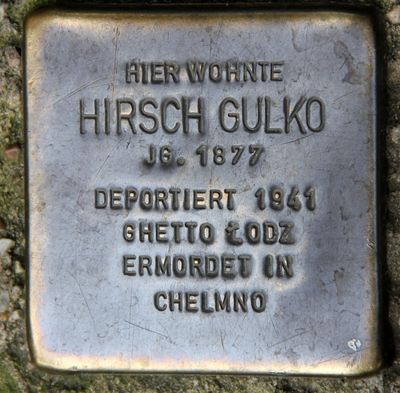 HIER WOHNTE
HIRSCH GULKO
JG. 1877
DEPORTIERT 1941
GHETTO ŁODZ
ERMORDET IN
CHELMNO